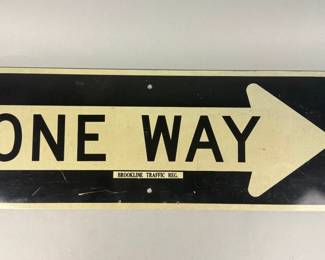 ONE WAY
BROOKLINE TRAFFIC REG.